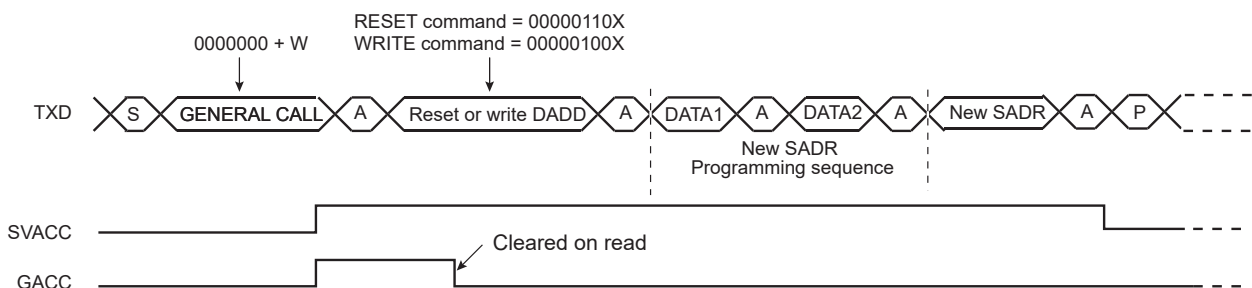 RESET command = 00000110X
0000000 + W WRITE command = 00000100X
TXD S GENERAL CALL A Reset or write DADD A DATA1 A DATA2 A New SADR A P
New SADR
Programming sequence
SVACC
Cleared on read
GACC